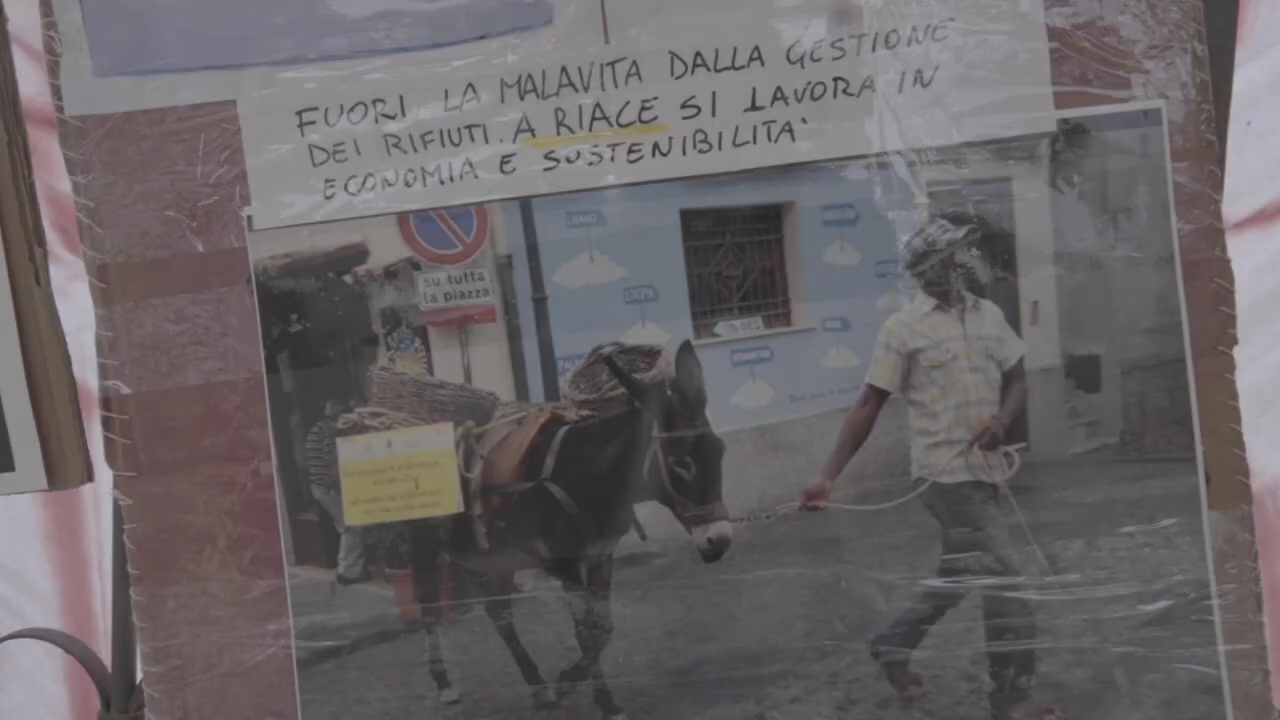 FUORI LA MALAVITA DALLA GESTIONE
DEI RIFIUTI. A RIACE SI LAVORA IN
ECONOMIA E SOSTENIBILITA'
su tutta
la piazza